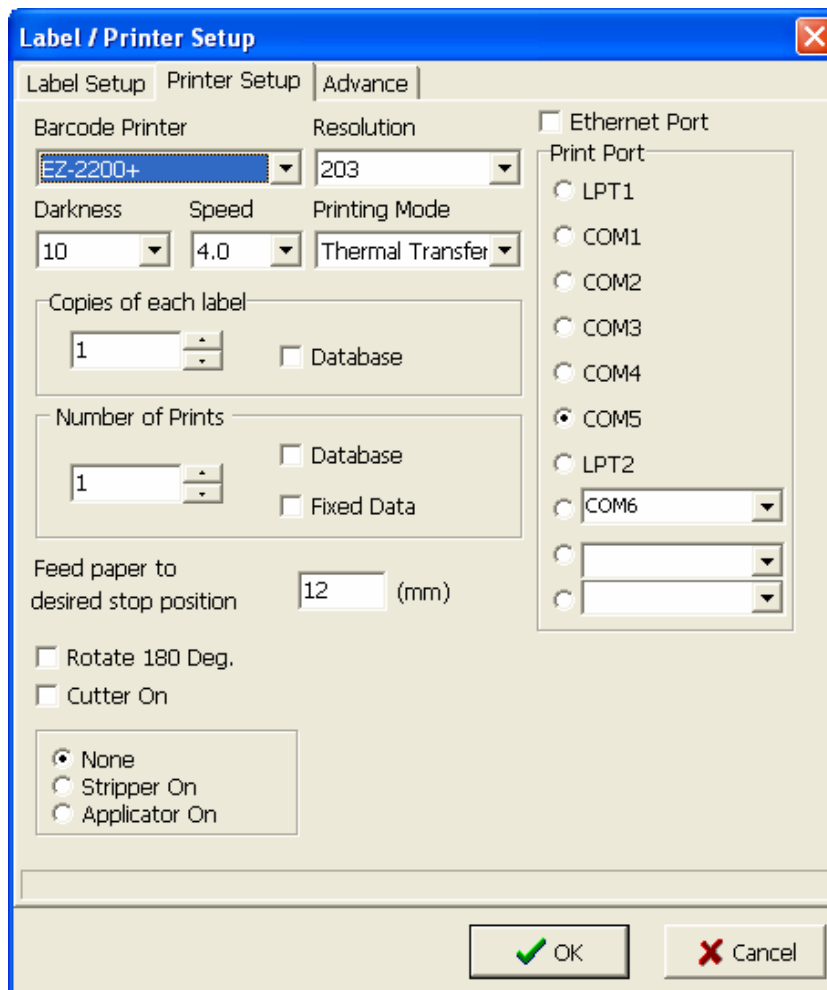 Label / Printer Setup
Label Setup Printer Setup Advance
Barcode Printer Resolution
EZ-2200+ 203
Darkness Speed Printing Mode
10 4.0 Thermal Transfer
Copies of each label
1 Database
Number of Prints
1 Database
Fixed Data
Feed paper to
desired stop position 12 (mm)
Rotate 180 Deg.
Cutter On
None
Stripper On
Applicator On
Ethernet Port
Print Port
LPT1
COM1
COM2
COM3
COM4
COM5
LPT2
COM6
OK Cancel